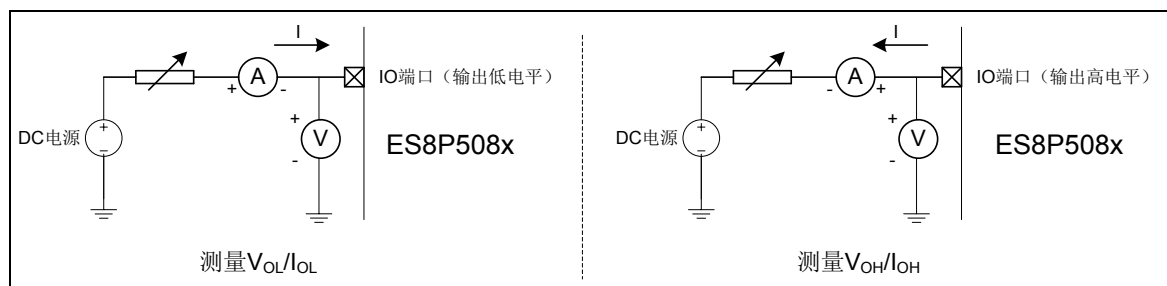 I
A
+
-
IO端口（输出低电平）
DC电源
+
-
+
V
-
ES8P508x
测量VOL/IOL
I
A
-
+
IO端口（输出高电平）
DC电源
+
-
+
V
-
ES8P508x
测量VOH/IOH